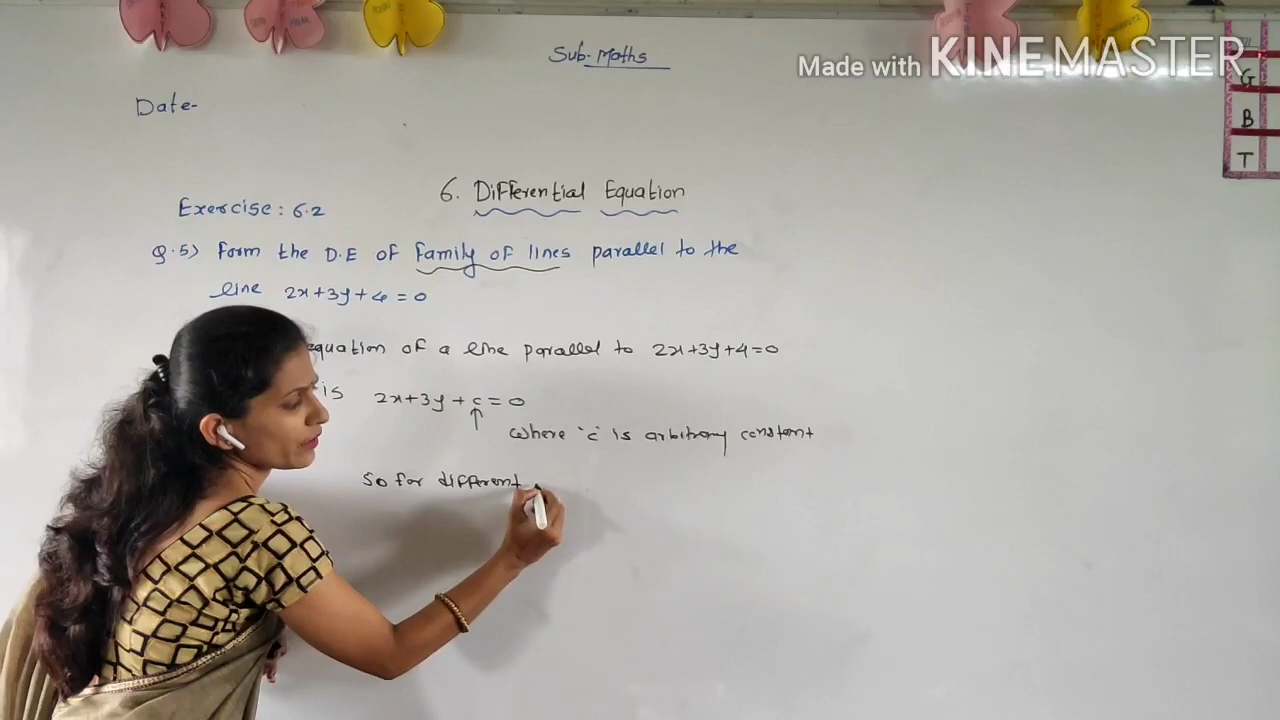 Sub. Maths
Made with KINEMASTER
Date-
G
B
T
6. Differential Equation
Exercise: 6.2
Q.5) Form the D.E of family of lines parallel to the
line 2x+3y+4=0
equation of a line parallel to 2x+3y+4=0
is 2x+3y+c=0
where 'c' is arbitrary constant
so for different